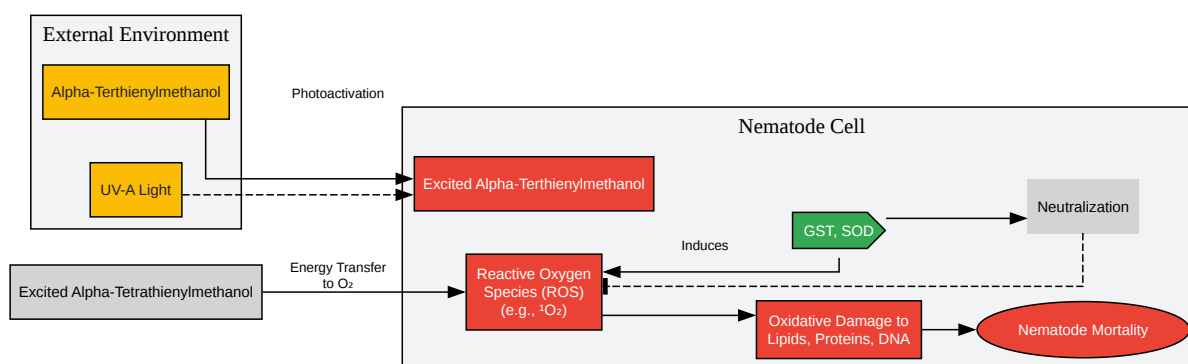 External Environment
Alpha-Terthienylmethanol
UV-A Light
Photoactivation
Nematode Cell
Excited Alpha-Terthienylmethanol
Neutralization
GST, SOD
Induces
Energy Transfer
to O₂
Excited Alpha-Tetrathienylmethanol
Reactive Oxygen
Species (ROS)
(e.g., ¹O₂)
Oxidative Damage to
Lipids, Proteins, DNA
Nematode Mortality